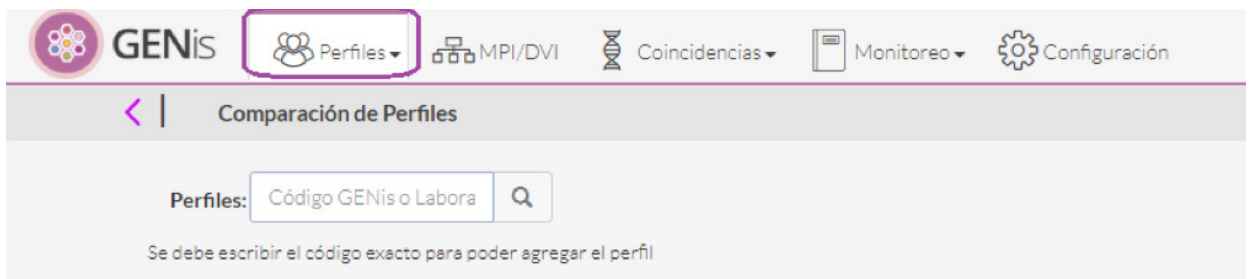 GENis Perfiles MPI/DVI Coincidencias Monitoreo Configuración
Comparación de Perfiles
Perfiles: Código GENis o Labora
Se debe escribir el código exacto para poder agregar el perfil